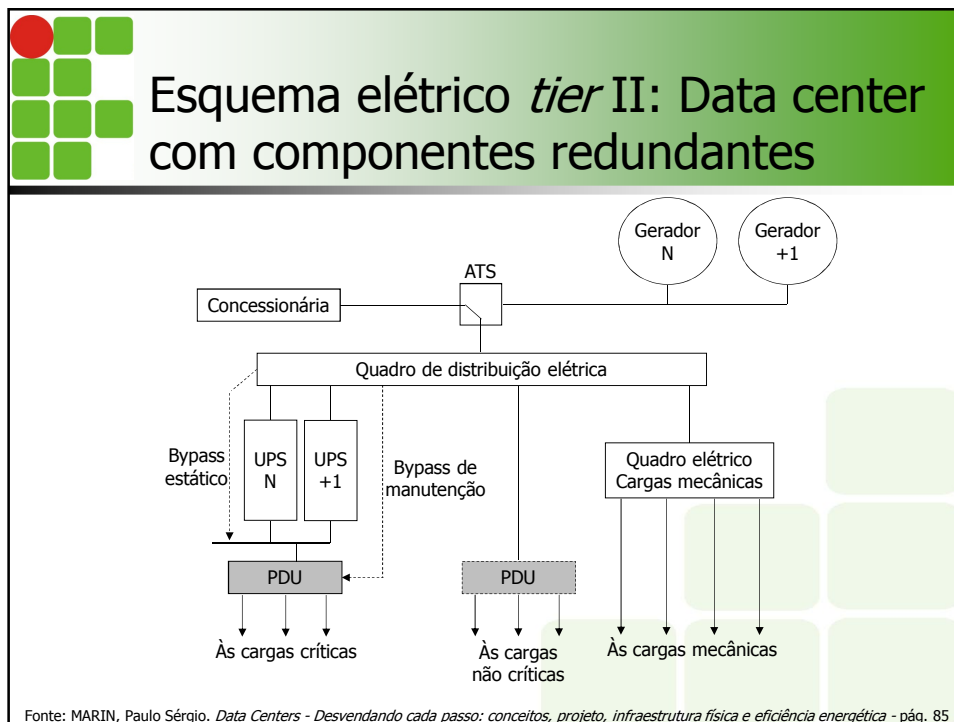 Esquema elétrico tier II: Data center
com componentes redundantes
Gerador
N
Gerador
+1
ATS
Concessionária
Quadro de distribuição elétrica
Bypass
estático
UPS
N
UPS
+1
Bypass de
manutenção
Quadro elétrico
Cargas mecânicas
PDU
PDU
Às cargas críticas
Às cargas
não críticas
Às cargas mecânicas
Fonte: MARIN, Paulo Sérgio. Data Centers - Desvendando cada passo: conceitos, projeto, infraestrutura física e eficiência energética - pág. 85